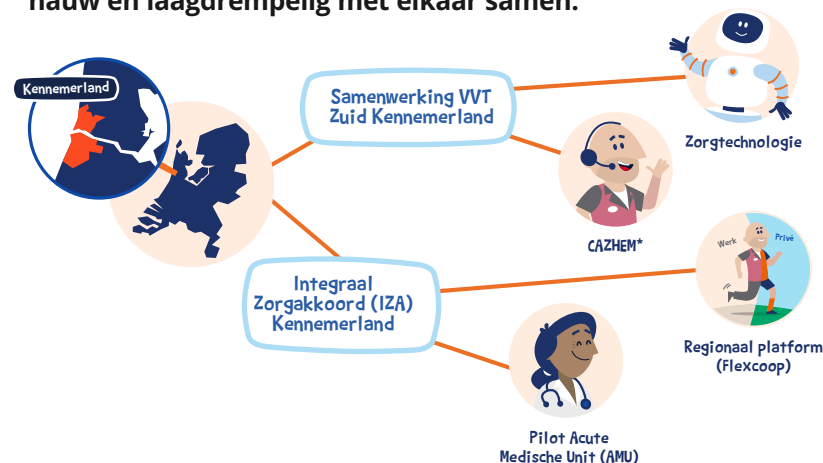 nauw en laagdrempelig met elkaar samen.
Kennemerland
Samenwerking VVT
Zuid Kennemerland
Zorgtechnologie
CAZHEM*
Werk
Privé
Integraal
Zorgakkoord (IZA)
Kennemerland
Regionaal platform
(Flexcoop)
Pilot Acute
Medische Unit (AMU)